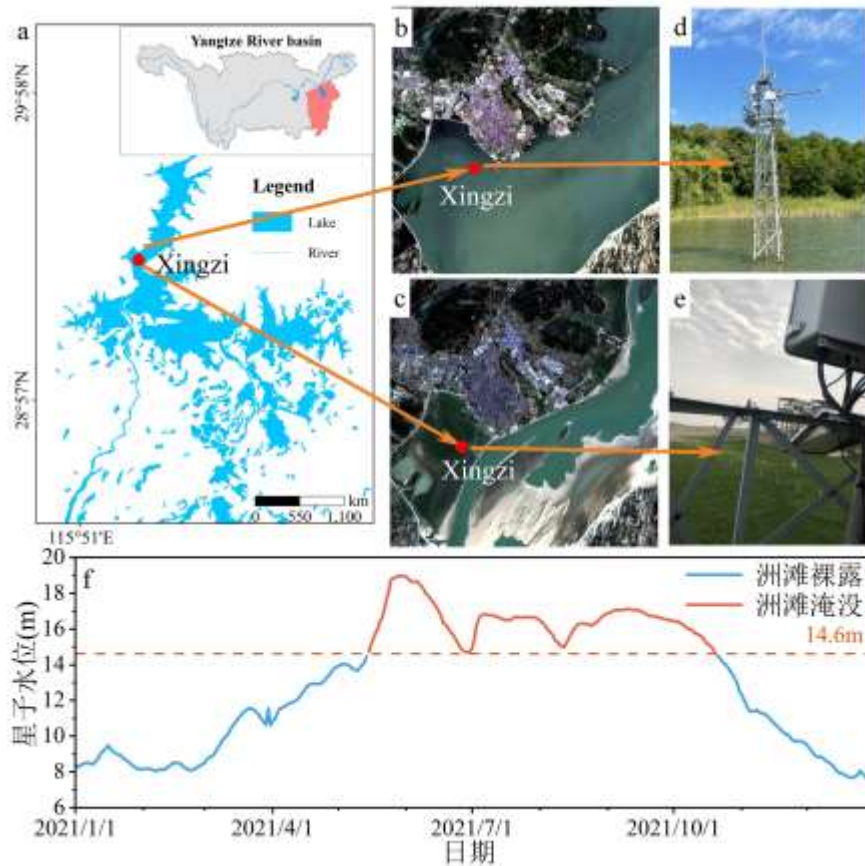 a
Yangtze River basin
29°58'N
28°57'N
115°51'E
Legend
Lake
River
Xingzi
km
0 550 1,100
b
Xingzi
c
Xingzi
d
e
f
洲滩裸露
洲滩淹没
14.6m
星子水位(m)
20
18
16
14
12
10
8
6
2021/1/1 2021/4/1 2021/7/1 2021/10/1
日期